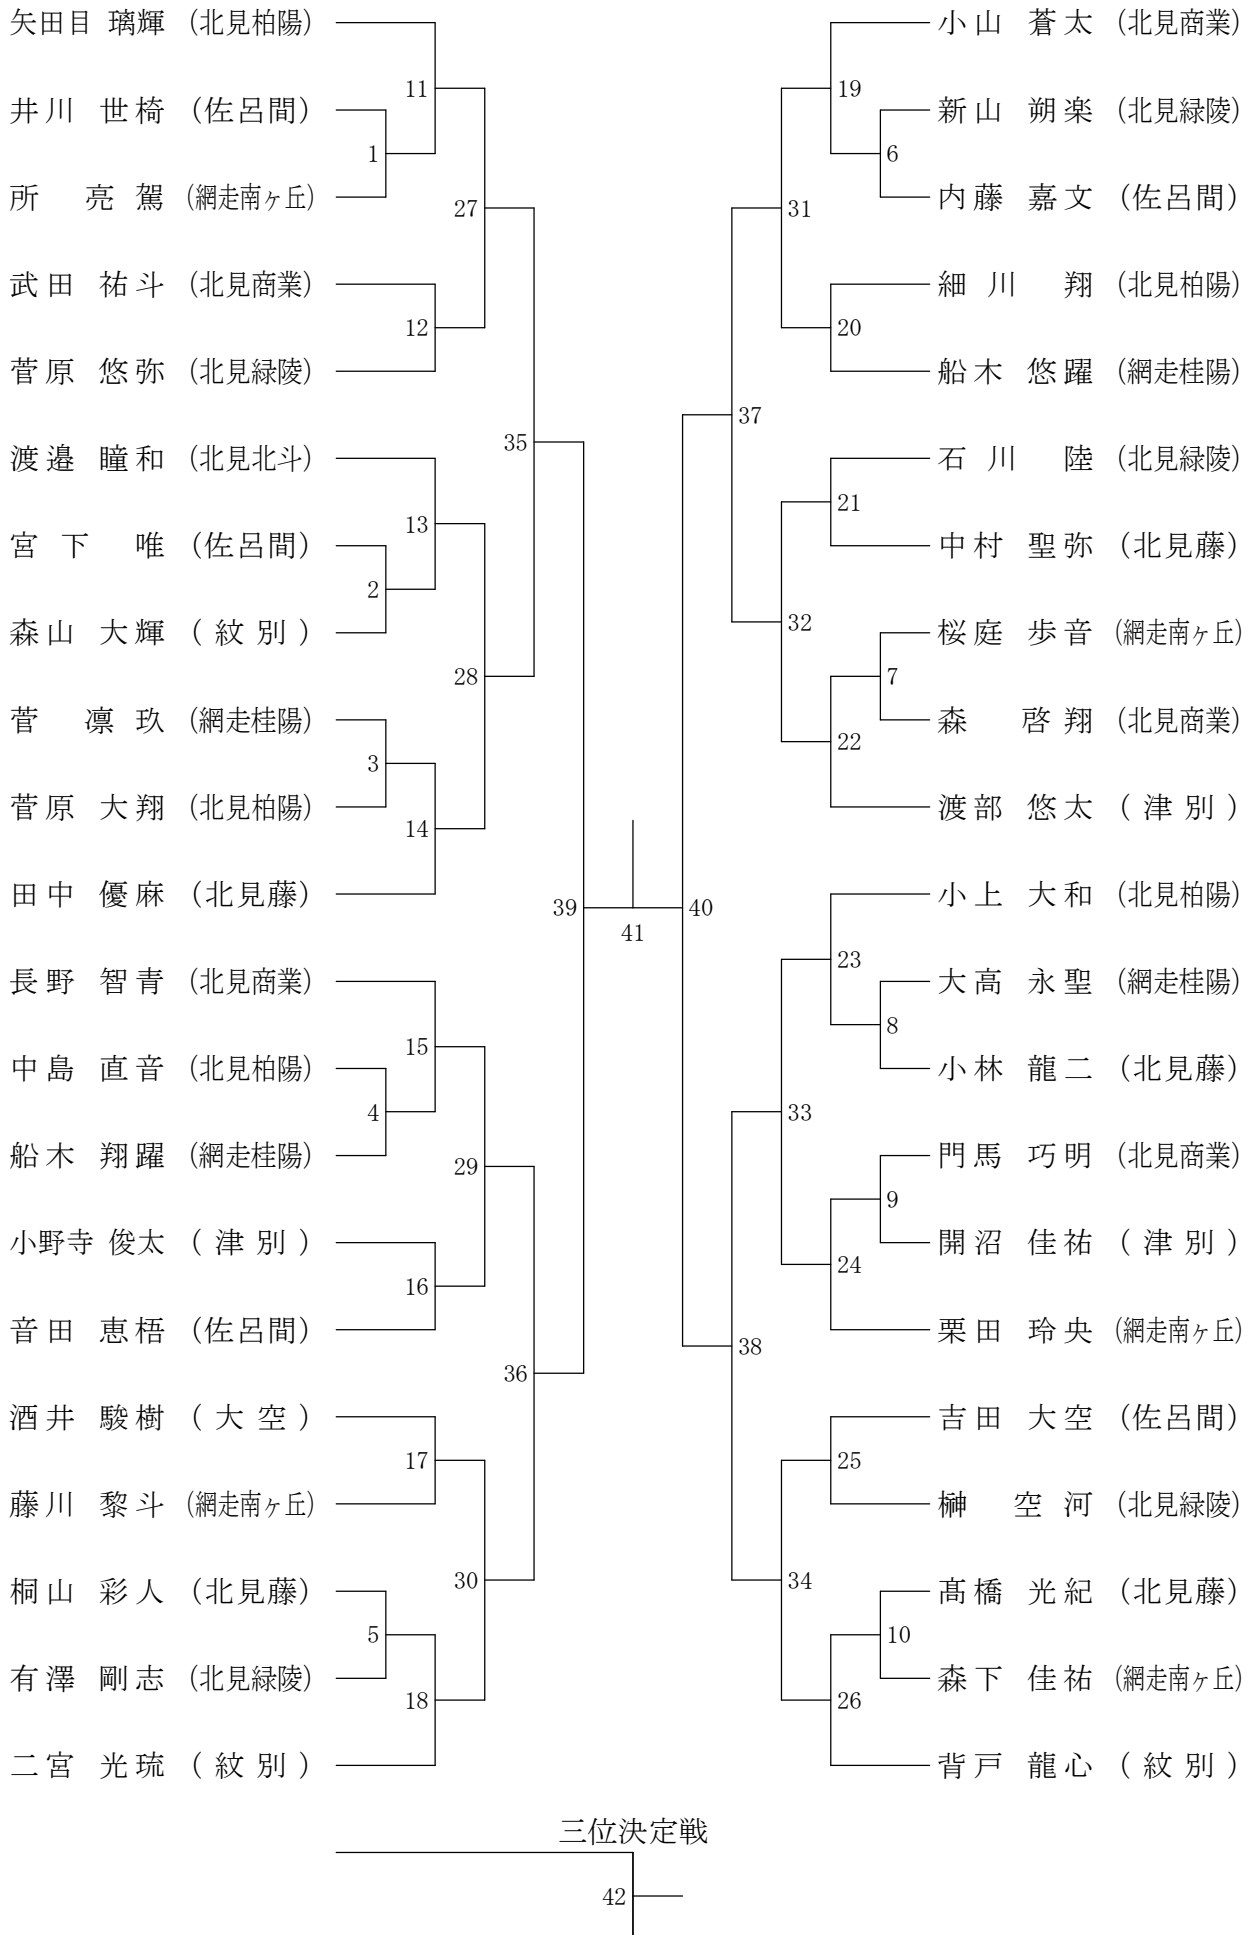 矢田目 璃輝 (北見柏陽)
11
井川 世椅 (佐呂間)
1
所 亮駕 (網走南ヶ丘)
27
武田 祐斗 (北見商業)
12
菅原 悠弥 (北見緑陵)
35
渡邉 瞳和 (北見北斗)
13
宮下 唯 (佐呂間)
2
森山 大輝 (紋別)
28
菅 凛玖 (網走桂陽)
3
菅原 大翔 (北見柏陽)
14
田中 優麻 (北見藤)
39
長野 智青 (北見商業)
15
中島 直音 (北見柏陽)
4
船木 翔躍 (網走桂陽)
29
小野寺 俊太 (津別)
16
音田 恵梧 (佐呂間)
36
酒井 駿樹 (大空)
17
藤川 黎斗 (網走南ヶ丘)
30
桐山 彩人 (北見藤)
5
有澤 剛志 (北見緑陵)
18
二宮 光琉 (紋別)
41
小山 蒼太 (北見商業)
19
新山 朔楽 (北見緑陵)
6
内藤 嘉文 (佐呂間)
31
細川 翔 (北見柏陽)
20
船木 悠躍 (網走桂陽)
37
石川 陸 (北見緑陵)
21
中村 聖弥 (北見藤)
32
桜庭 歩音 (網走南ヶ丘)
7
森 啓翔 (北見商業)
22
渡部 悠太 (津別)
40
小上 大和 (北見柏陽)
23
大高 永聖 (網走桂陽)
8
小林 龍二 (北見藤)
33
門馬 巧明 (北見商業)
9
開沼 佳祐 (津別)
24
栗田 玲央 (網走南ヶ丘)
38
吉田 大空 (佐呂間)
25
榊 空河 (北見緑陵)
34
髙橋 光紀 (北見藤)
10
森下 佳祐 (網走南ヶ丘)
26
背戸 龍心 (紋別)
三位決定戦
42